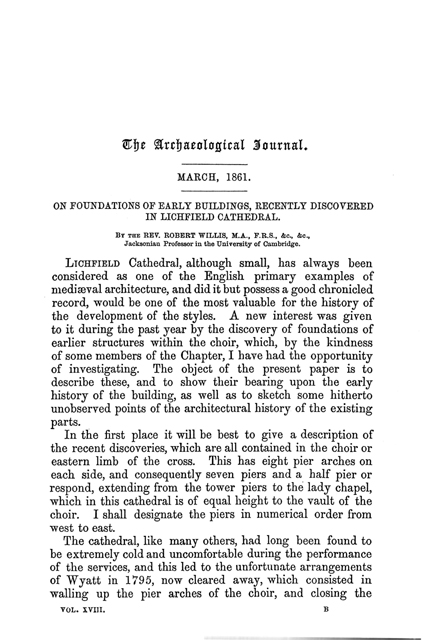 The Archaeological Journal.
MARCH, 1861.
ON FOUNDATIONS OF EARLY BUILDINGS, RECENTLY DISCOVERED
IN LICHFIELD CATHEDRAL.
BY THE REV. ROBERT WILLIS, M.A., F.R.S., &c., &c.,
Jacksonian Professor in the University of Cambridge.
LICHFIELD Cathedral, although small, has always been
considered as one of the English primary examples of
mediæval architecture, and did it but possess a good chronicled
record, would be one of the most valuable for the history of
the development of the styles. A new interest was given
to it during the past year by the discovery of foundations of
earlier structures within the choir, which, by the kindness
of some members of the Chapter, I have had the opportunity
of investigating. The object of the present paper is to
describe these, and to show their bearing upon the early
history of the building, as well as to sketch some hitherto
unobserved points of the architectural history of the existing
parts.
In the first place it will be best to give a description of
the recent discoveries, which are all contained in the choir or
eastern limb of the cross. This has eight pier arches on
each side, and consequently seven piers and a half pier or
respond, extending from the tower piers to the lady chapel,
which in this cathedral is of equal height to the vault of the
choir. I shall designate the piers in numerical order from
west to east.
The cathedral, like many others, had long been found to
be extremely cold and uncomfortable during the performance
of the services, and this led to the unfortunate arrangements
of Wyatt in 1795, now cleared away, which consisted in
walling up the pier arches of the choir, and closing the
VOL. XVIII. B